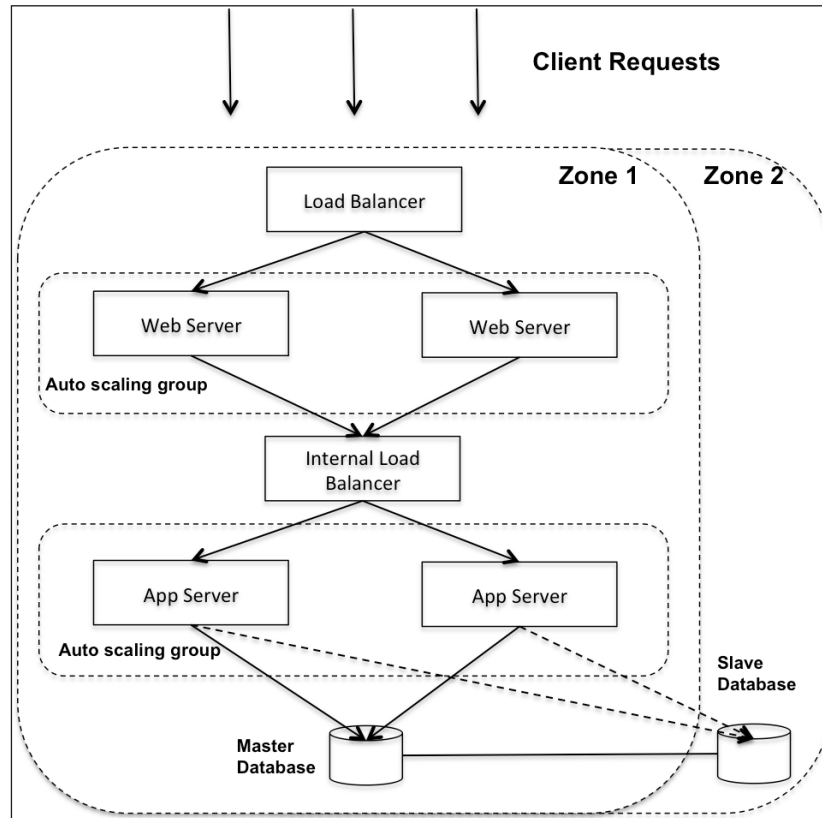 Client Requests
Zone 1
Zone 2
Load Balancer
Web Server
Web Server
Auto scaling group
Internal Load
Balancer
App Server
App Server
Auto scaling group
Slave
Database
Master
Database